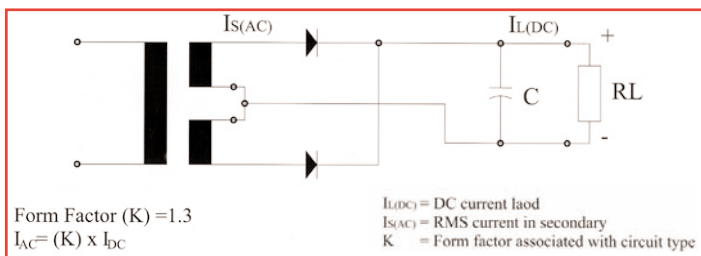 IS(AC)
IL(DC)
+
C
RL
-
Form Factor (K) =1.3
IAC= (K) x IDC
IL(DC) = DC current laod
IS(AC) = RMS current in secondary
K = Form factor associated with circuit type